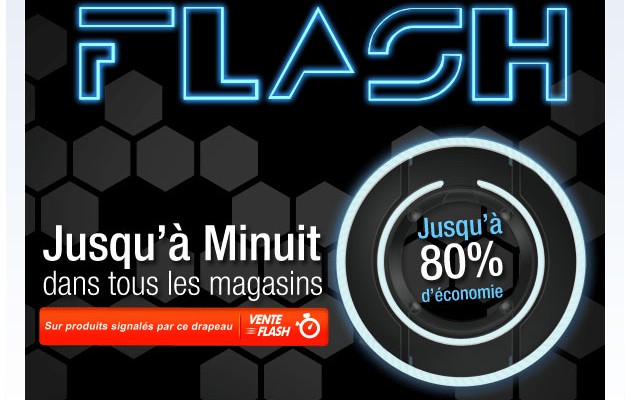 FLASH
Jusqu'à Minuit
dans tous les magasins
Sur produits signalés par ce drapeau
VENTE
FLASH
Jusqu'à
80%
d'économie